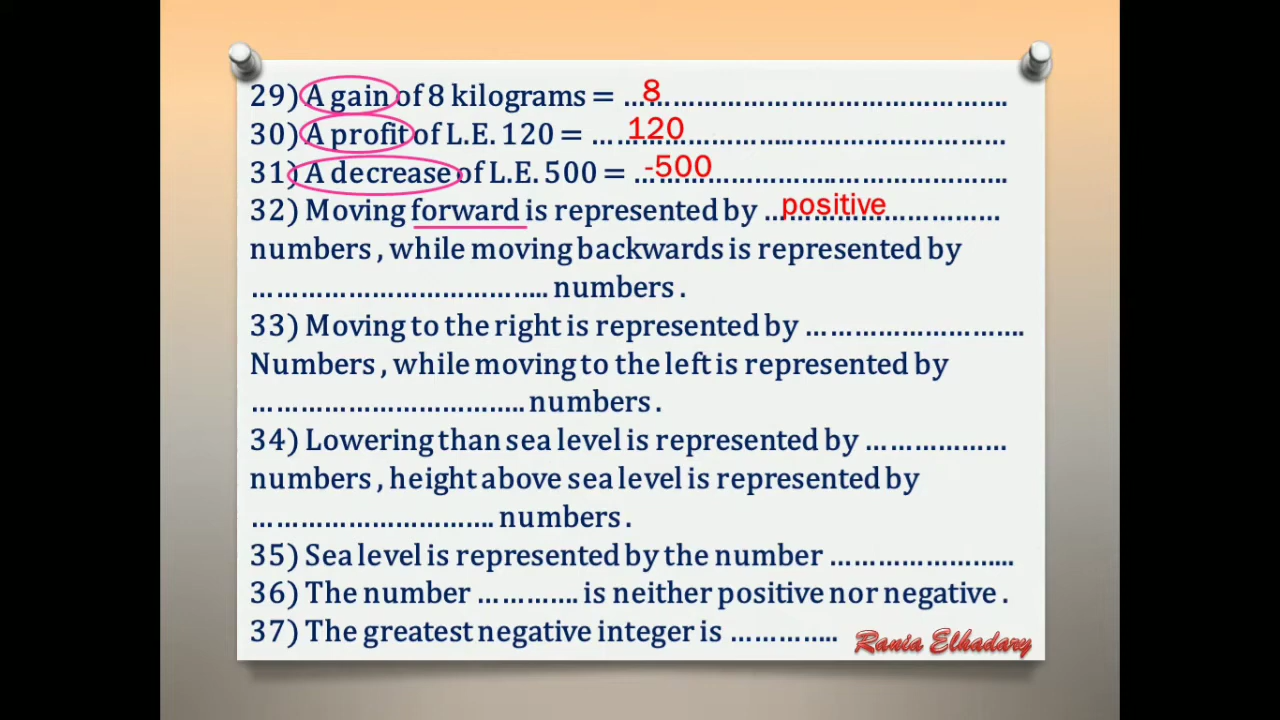 29) A gain of 8 kilograms = ...8.............................................
30) A profit of L.E. 120 = ....120.............................................
31) A decrease of L.E. 500 = ..-500...........................................
32) Moving forward is represented by ...positive.......................
numbers , while moving backwards is represented by
....................................... numbers .
33) Moving to the right is represented by ..........................
Numbers , while moving to the left is represented by
.................................... numbers .
34) Lowering than sea level is represented by .................
numbers , height above sea level is represented by
................................ numbers .
35) Sea level is represented by the number ......................
36) The number ............. is neither positive nor negative .
37) The greatest negative integer is ..............
Rania Elhadary